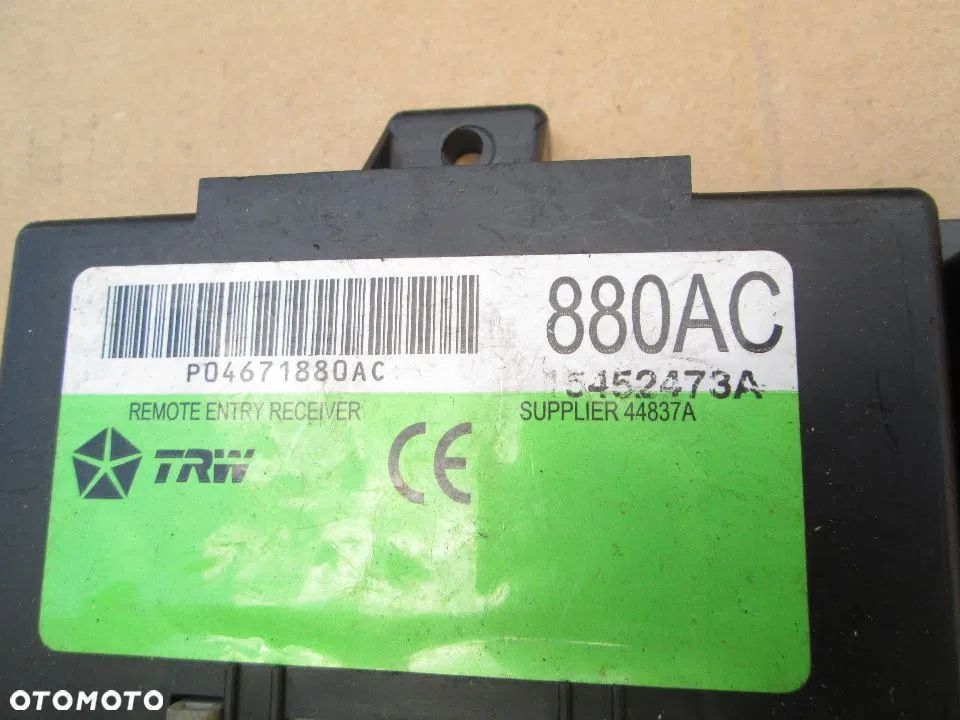 880AC
P04671880AC
15452473A
REMOTE ENTRY RECEIVER
SUPPLIER 44837A
TRW
CE
OTOMOTO